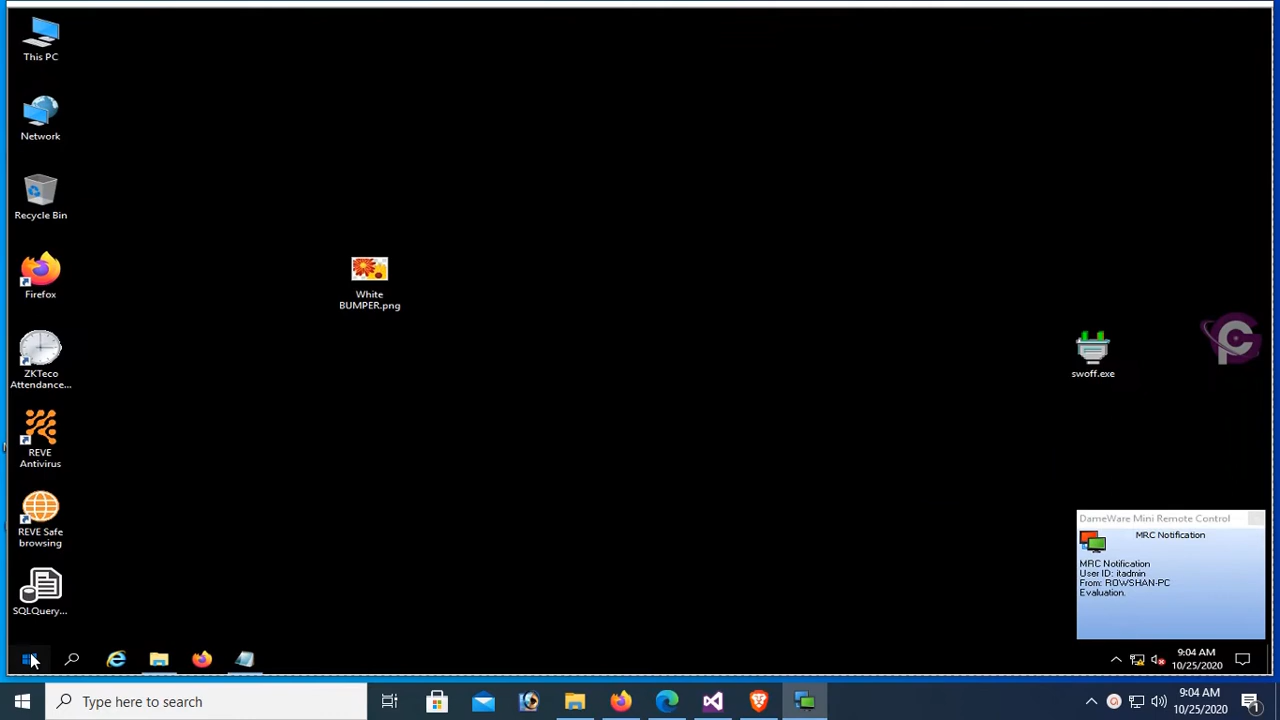 This PC
Network
Recycle Bin
Firefox
ZKTeco
Attendance...
REVE
Antivirus
REVE Safe
browsing
SQLQuery...
White
BUMPER.png
swoff.exe
DameWare Mini Remote Control
MRC Notification
MRC Notification
User ID: itadmin
From: ROWSHAN-PC
Evaluation.
9:04 AM
10/25/2020
Type here to search
9:04 AM
10/25/2020
1